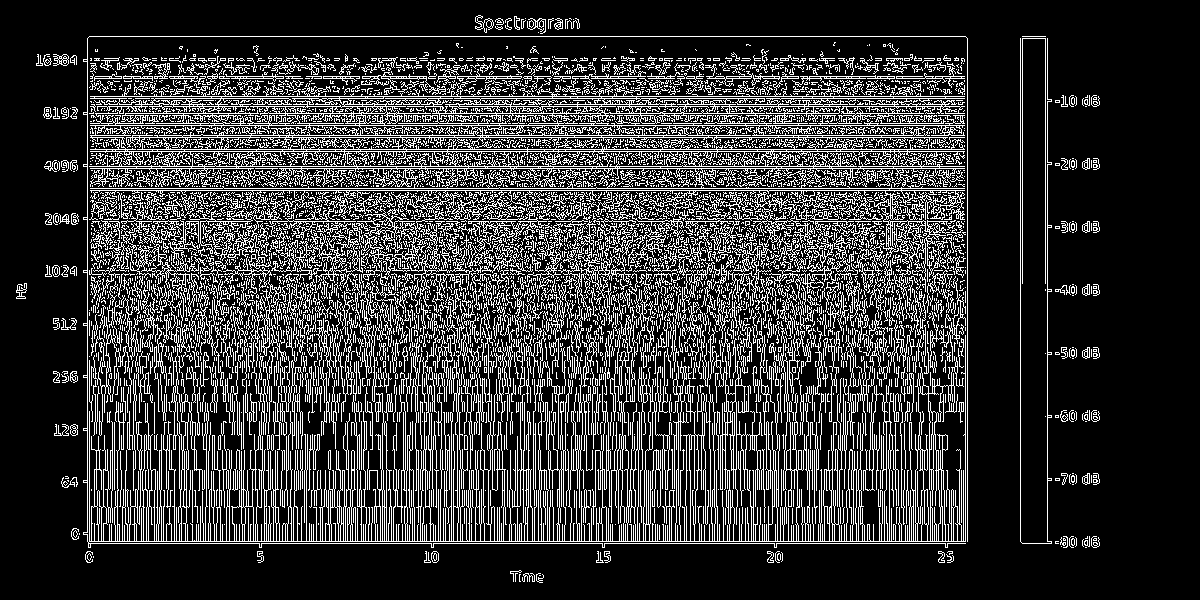 Spectrogram
16384
8192
4096
2048
1024
512
256
128
64
0
Hz
0 5 10 15 20 25
Time
-10 dB
-20 dB
-30 dB
-40 dB
-50 dB
-60 dB
-70 dB
-80 dB